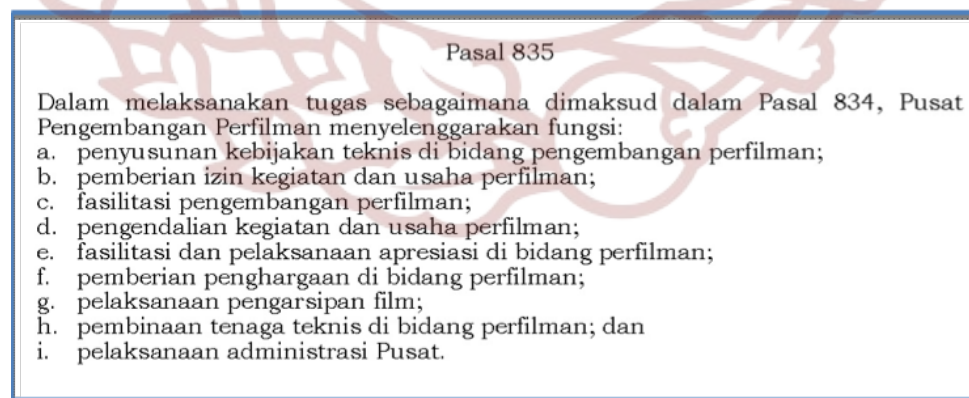 Pasal 835
Dalam melaksanakan tugas sebagaimana dimaksud dalam Pasal 834, Pusat
Pengembangan Perfilman menyelenggarakan fungsi:
a. penyusunan kebijakan teknis di bidang pengembangan perfilman;
b. pemberian izin kegiatan dan usaha perfilman;
c. fasilitasi pengembangan perfilman;
d. pengendalian kegiatan dan usaha perfilman;
e. fasilitasi dan pelaksanaan apresiasi di bidang perfilman;
f. pemberian penghargaan di bidang perfilman;
g. pelaksanaan pengarsipan film;
h. pembinaan tenaga teknis di bidang perfilman; dan
i. pelaksanaan administrasi Pusat.